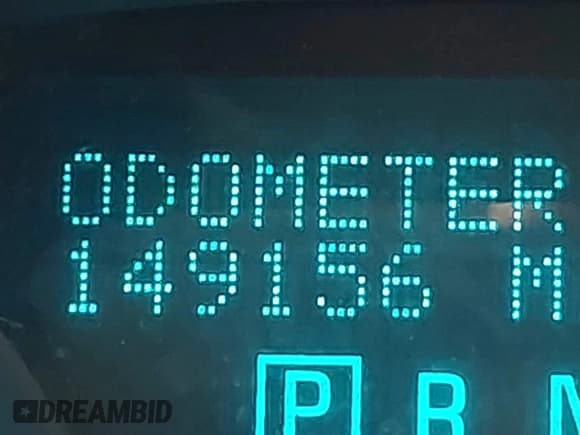 ODOMETER
149156 M
P R N
DREAMBID